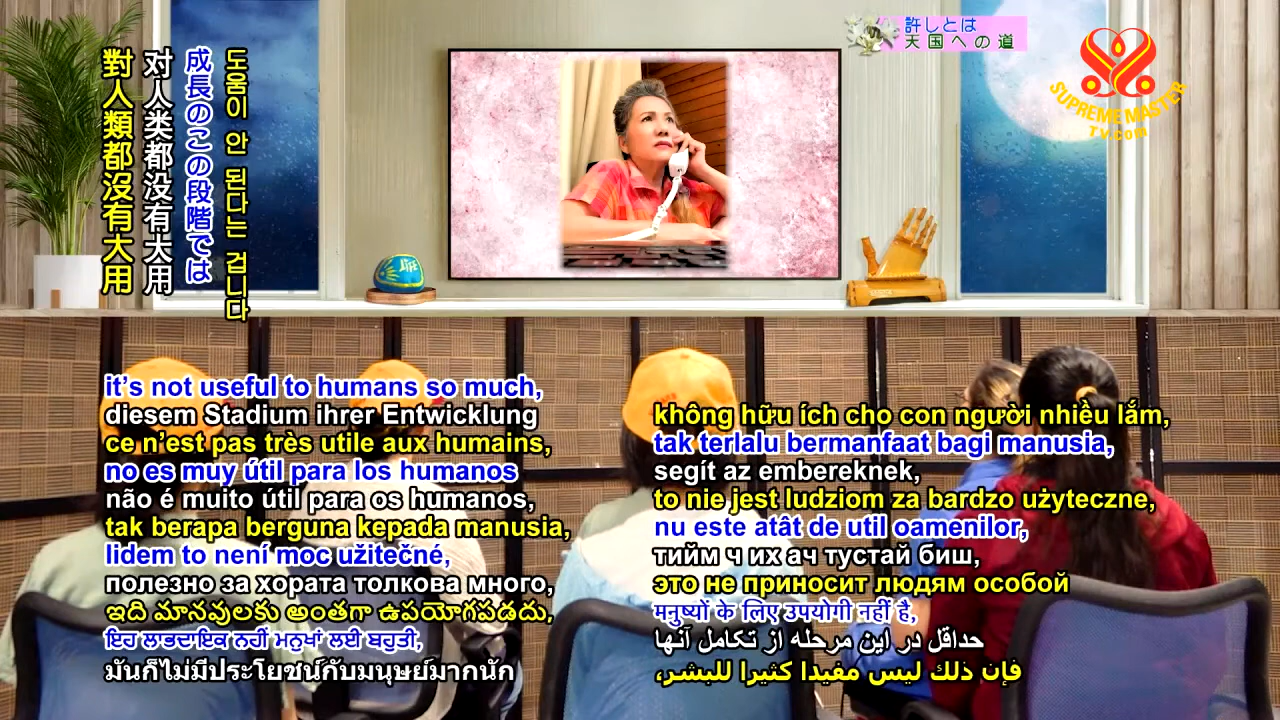 許しとは
天国への道
SUPREME MASTER
TV.com
도움이 안 된다는 겁니다
成長のこの段階では
对人类都没有大用
對人類都沒有大用
it's not useful to humans so much,
diesem Stadium ihrer Entwicklung
ce n'est pas très utile aux humains,
no es muy útil para los humanos
não é muito útil para os humanos,
tak berapa berguna kepada manusia,
lidem to není moc užitečné,
полезно за хората толкова много,
ఇది మానవులకు అంతగా ఉపయోగపడదు,
ਇਹ ਲਾਭਦਾਇਕ ਨਹੀਂ ਮਨੁਖਾਂ ਲਈ ਬਹੁਤੀ,
มันก็ไม่มีประโยชน์กับมนุษย์มากนัก
không hữu ích cho con người nhiều lắm,
tak terlalu bermanfaat bagi manusia,
segít az embereknek,
to nie jest ludziom za bardzo użyteczne,
nu este atât de util oamenilor,
тийм ч их ач тустай биш,
это не приносит людям особой
मनुष्यों के लिए उपयोगी नहीं है,
حداقل در این مرحله از تکامل آنها
فإن ذلك ليس مفيدا كثيرا للبشر،